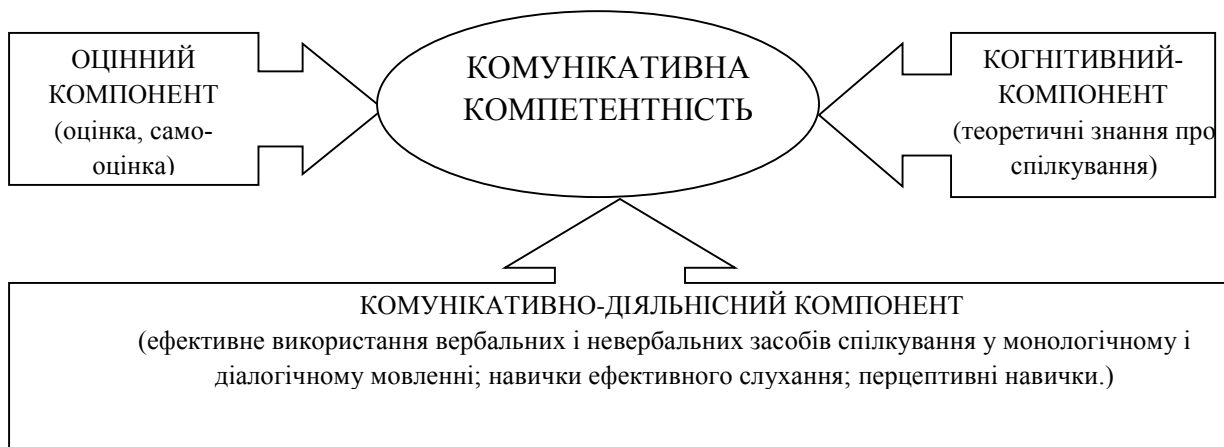 ОЦІННИЙ
КОМПОНЕНТ
(оцінка, само-
оцінка)
КОМУНІКАТИВНА
КОМПЕТЕНТНІСТЬ
КОГНІТИВНИЙ-
КОМПОНЕНТ
(теоретичні знання про
спілкування)
КОМУНІКАТИВНО-ДІЯЛЬНІСНИЙ КОМПОНЕНТ
(ефективне використання вербальних і невербальних засобів спілкування у монологічному і
діалогічному мовленні; навички ефективного слухання; перцептивні навички.)